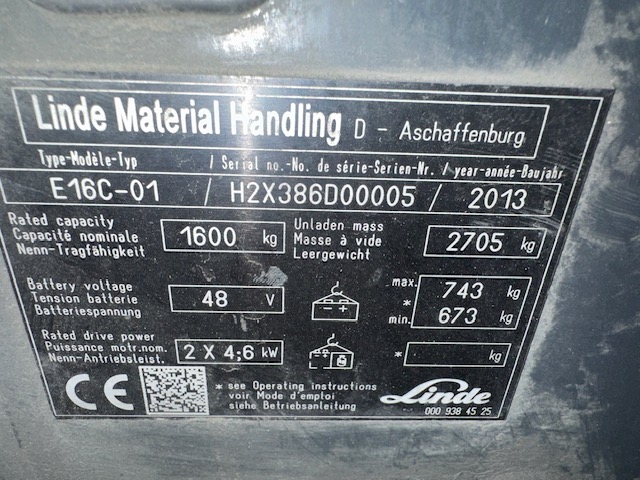 Linde Material Handling D - Aschaffenburg
Type-Modèle-Typ / Serial no.-No. de série-Serien-Nr. / year-année-Baujahr
E16C-01 / H2X386D00005 / 2013
Rated capacity
Capacité nominale
Nenn-Tragfähigkeit
1600 kg
Unladen mass
Masse à vide
Leergewicht
2705 kg
Battery voltage
Tension batterie
Batteriespannung
48 V
- +
max. 743 kg
*
min. 673 kg
Rated drive power
Puissance motr.nom.
Nenn-Antriebsleist.
2 X 4,6 kW
* kg
CE
* see Operating instructions
voir Mode d'emploi
siehe Betriebsanleitung
Linde
000 938 45 25